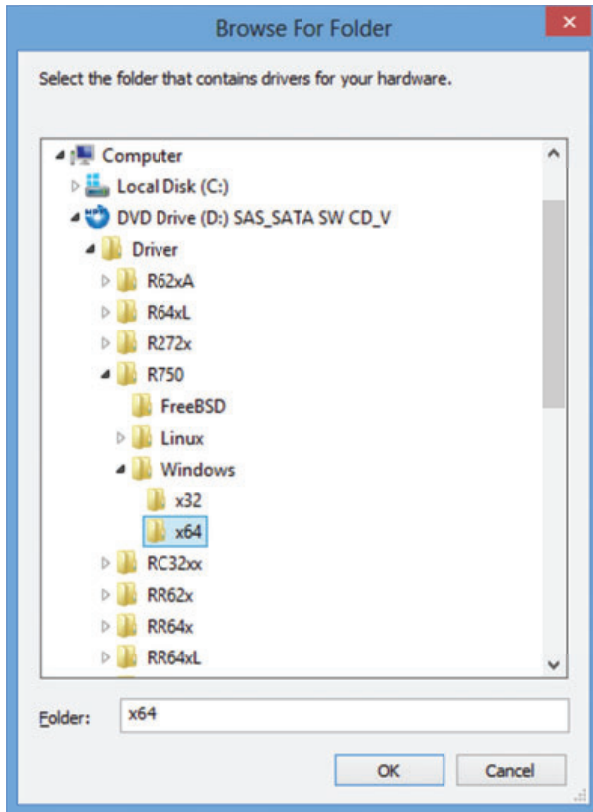 Browse For Folder
Select the folder that contains drivers for your hardware.
Computer
Local Disk (C:)
DVD Drive (D:) SAS_SATA SW CD_V
Driver
R62xA
R64xL
R272x
R750
FreeBSD
Linux
Windows
x32
x64
RC32xx
RR62x
RR64x
RR64xL
Folder: x64
OK Cancel